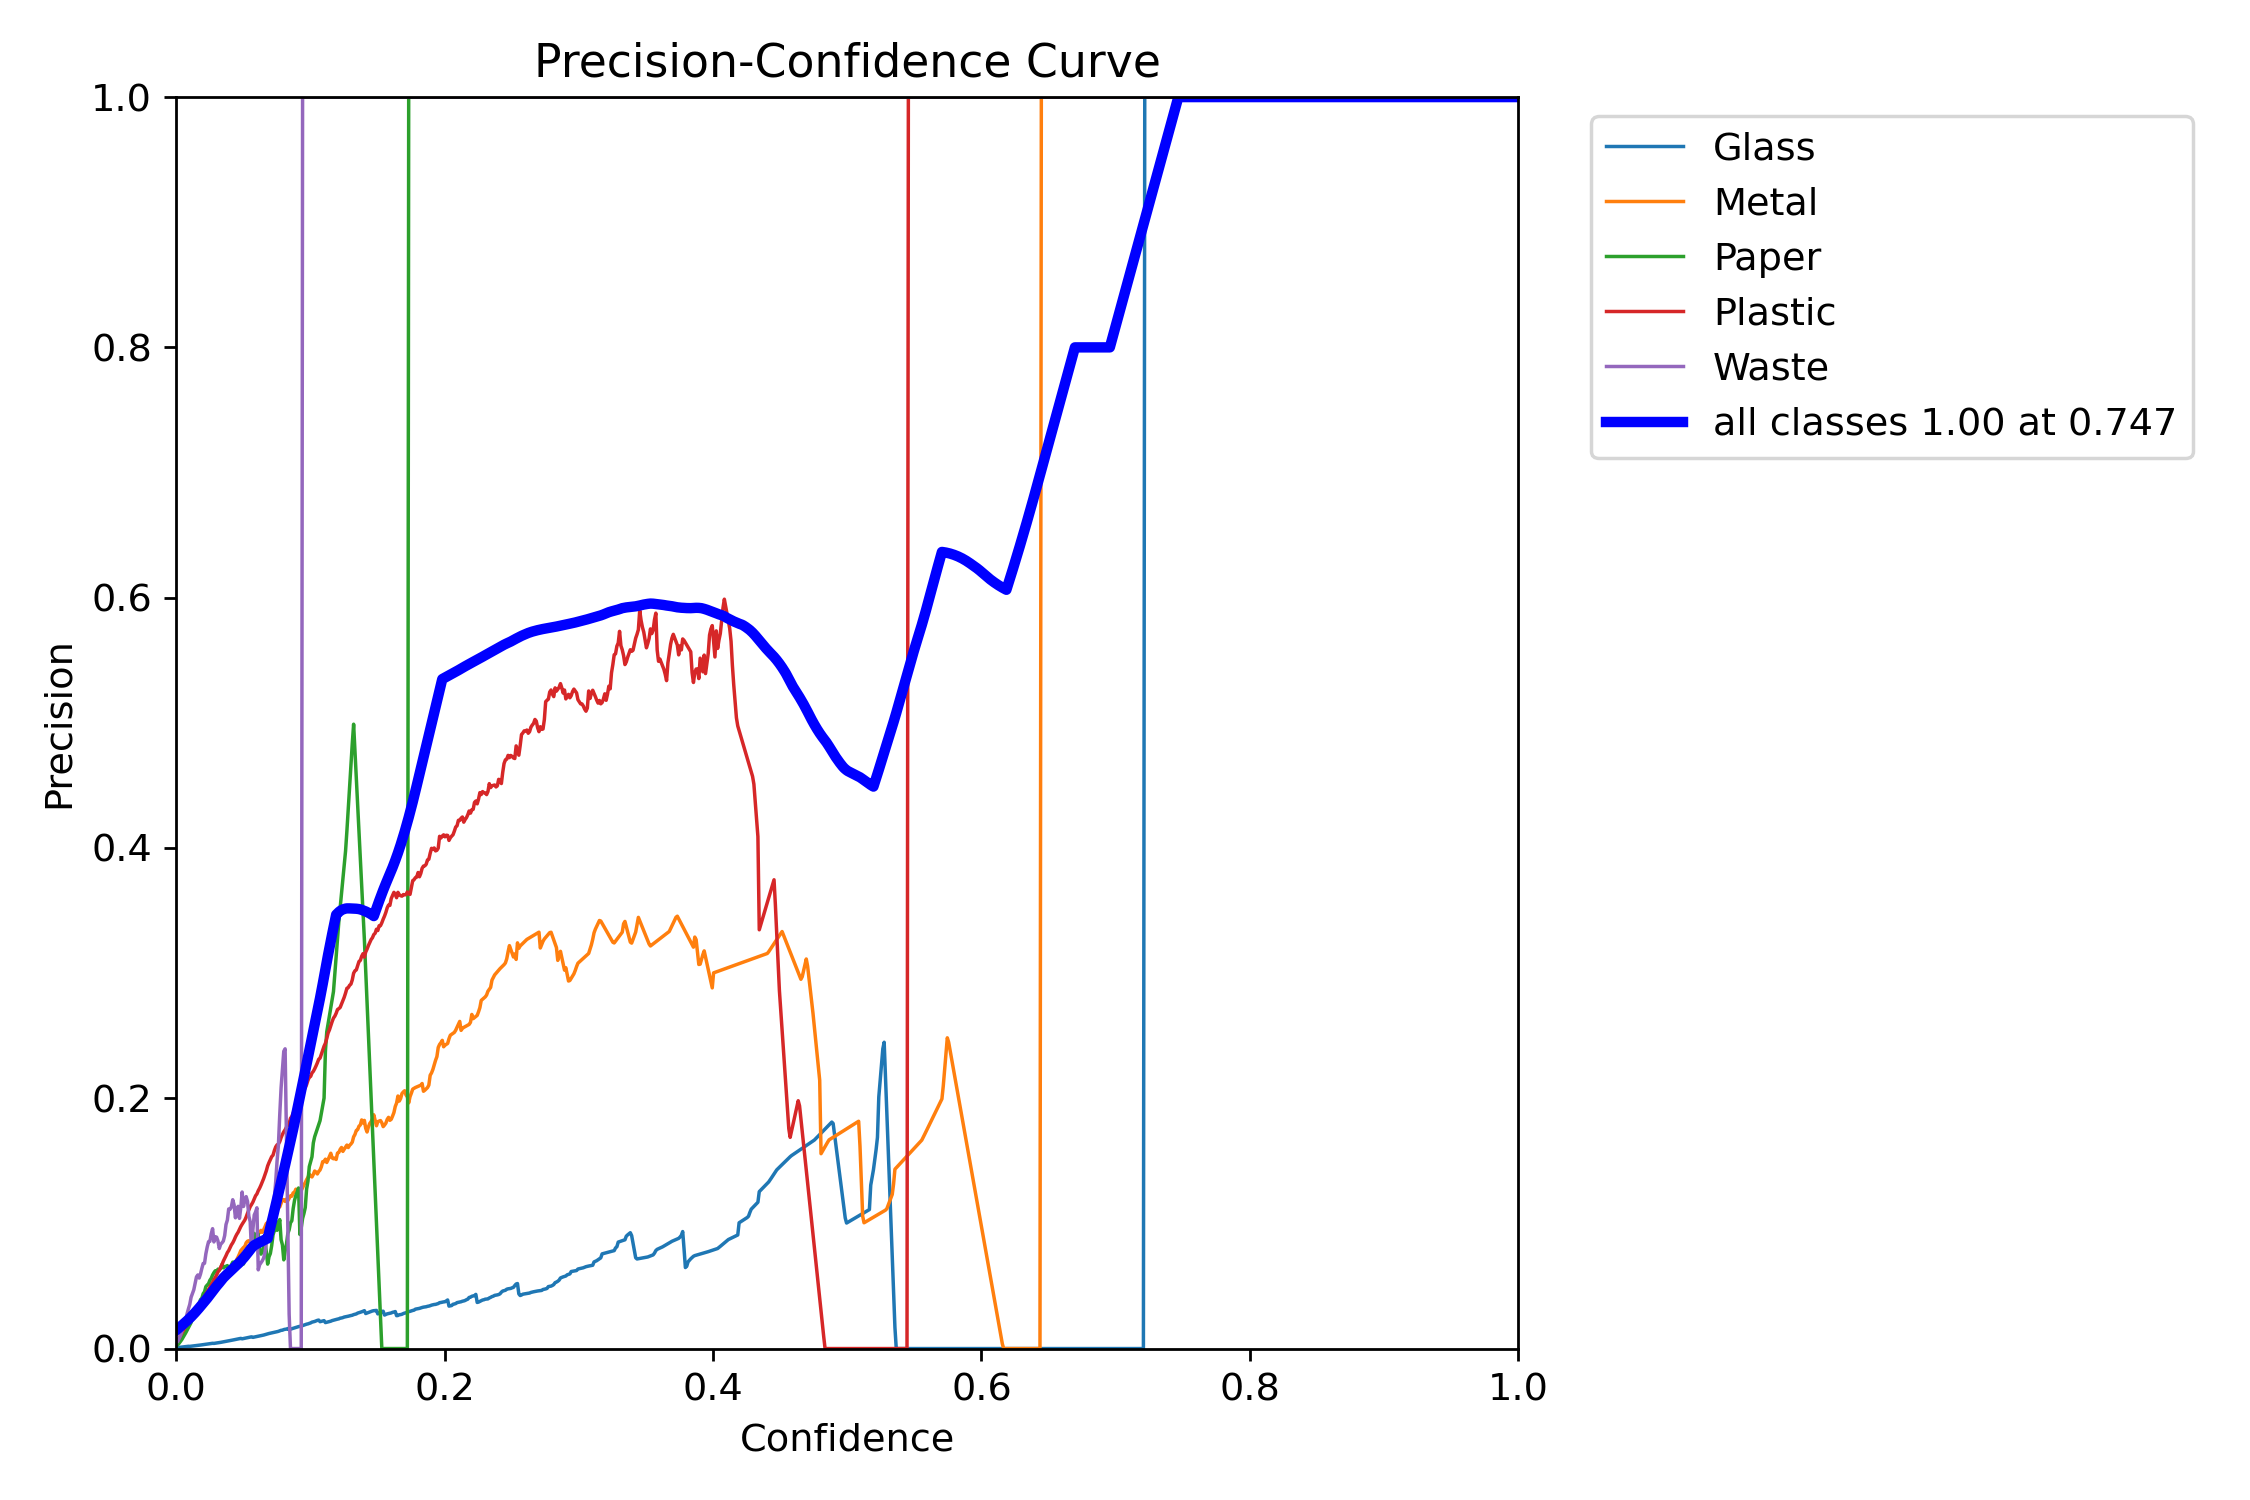 Precision-Confidence Curve
1.0
0.8
0.6
0.4
0.2
0.0
Precision
0.0 0.2 0.4 0.6 0.8 1.0
Confidence
Glass
Metal
Paper
Plastic
Waste
all classes 1.00 at 0.747